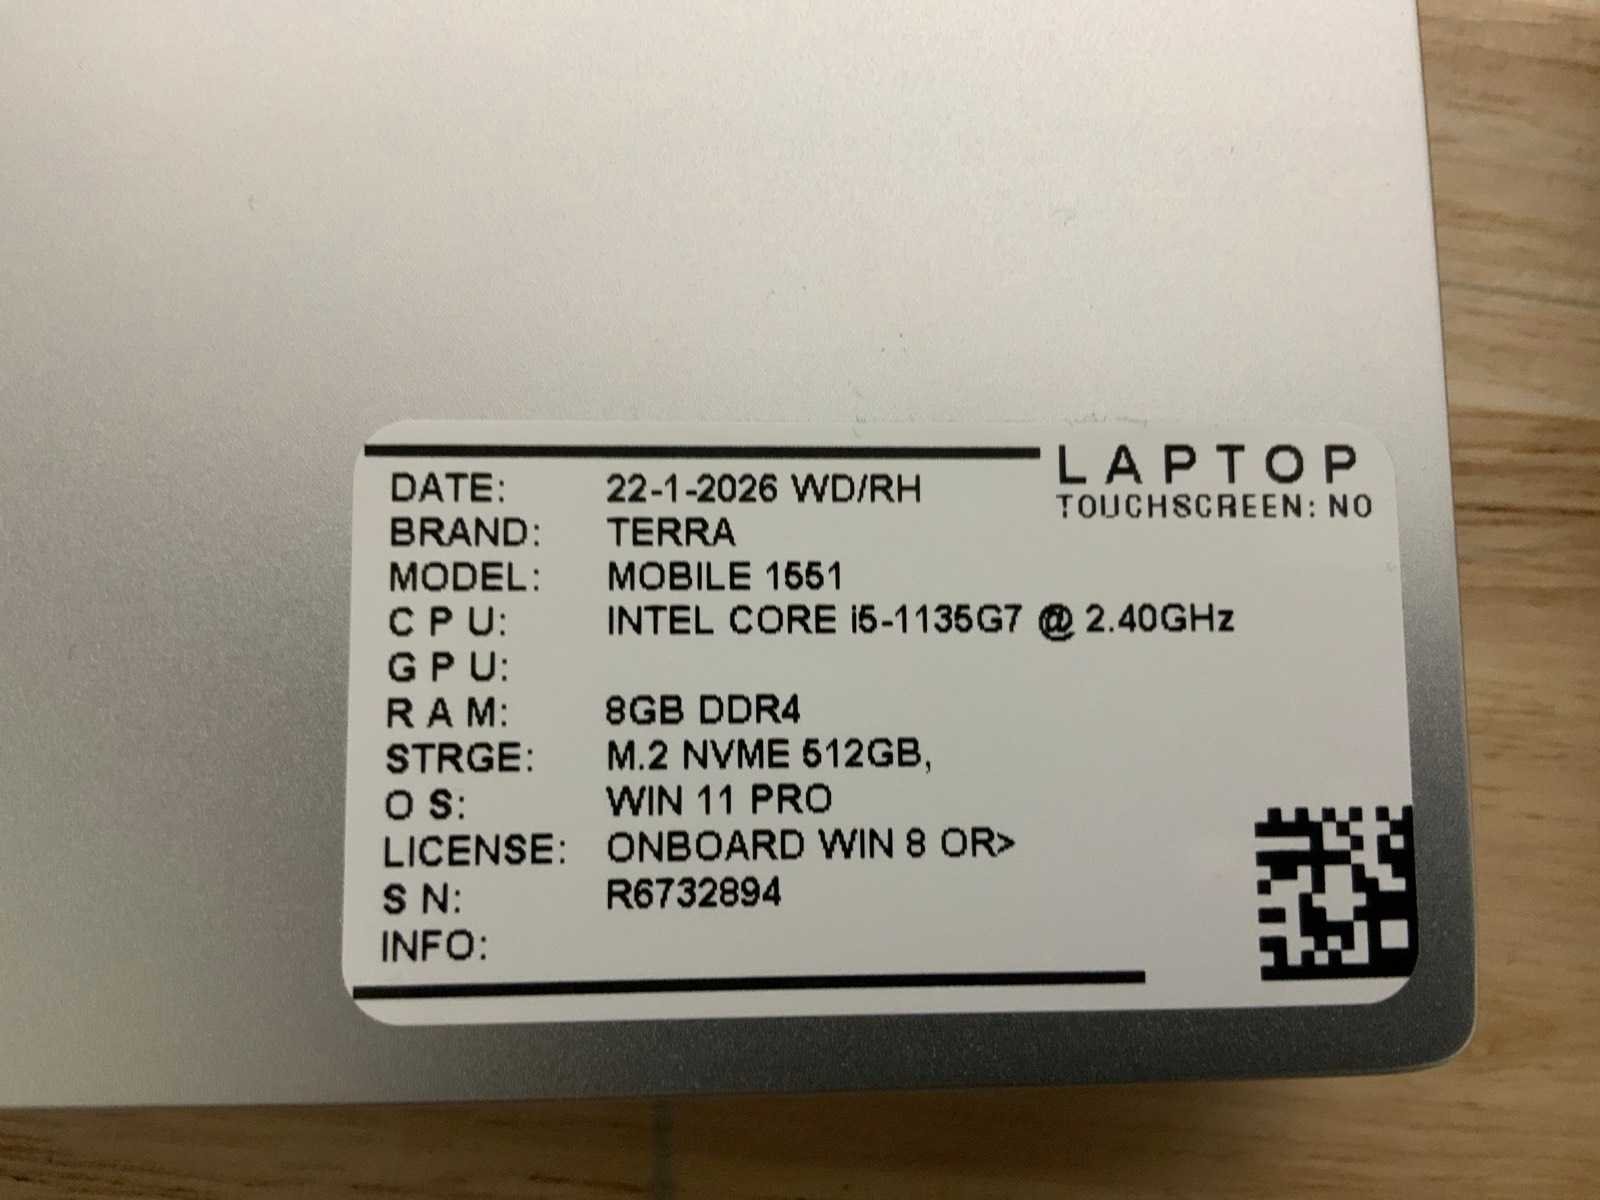 LAPTOP
TOUCHSCREEN: NO
DATE: 22-1-2026 WD/RH
BRAND: TERRA
MODEL: MOBILE 1551
C P U: INTEL CORE i5-1135G7 @ 2.40GHz
G P U:
R A M: 8GB DDR4
STRGE: M.2 NVME 512GB,
O S: WIN 11 PRO
LICENSE: ONBOARD WIN 8 OR>
S N: R6732894
INFO: